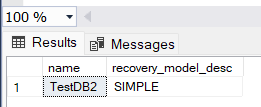 100 %
Results Messages
name recovery_model_desc
1 TestDB2 SIMPLE